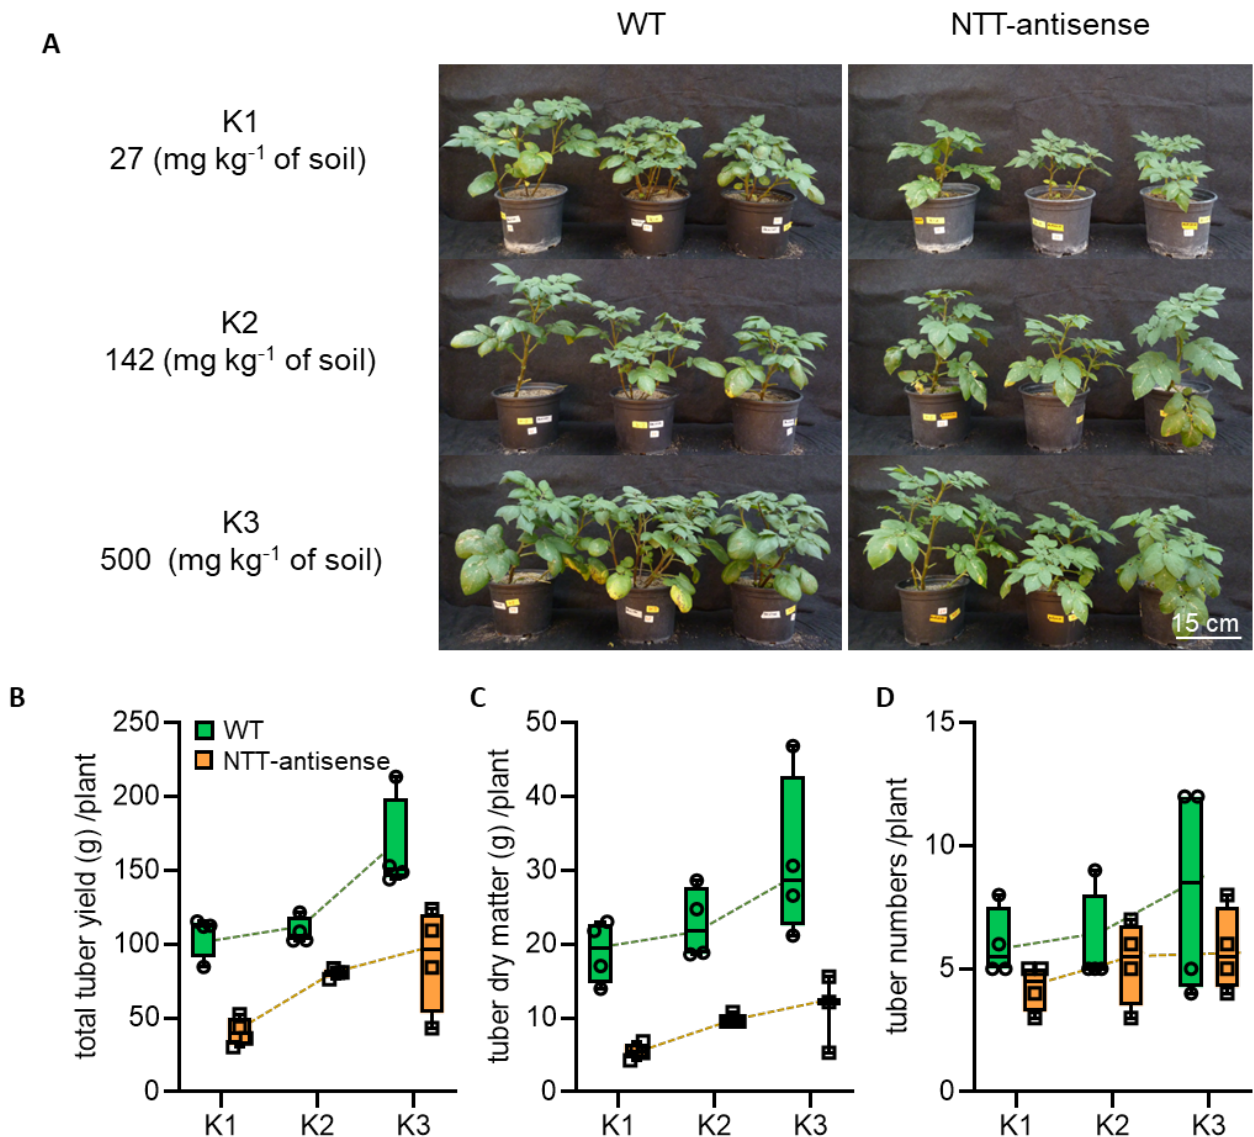 A
WT
NTT-antisense
K1
27 (mg kg⁻¹ of soil)
K2
142 (mg kg⁻¹ of soil)
K3
500 (mg kg⁻¹ of soil)
15 cm
B
total tuber yield (g) /plant
250
200
150
100
50
0
WT
NTT-antisense
K1 K2 K3
C
tuber dry matter (g) /plant
50
40
30
20
10
0
K1 K2 K3
D
tuber numbers /plant
15
10
5
0
K1 K2 K3